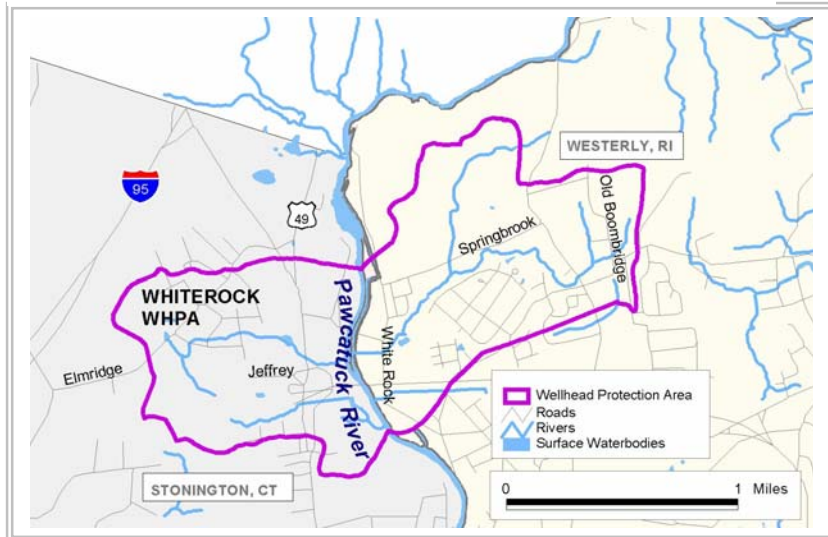 WESTERLY, RI
95
49
Old Boombridge
Springbrook
WHITEROCK
WHPA
Pawcatuck River
White Rock
Elmridge
Jeffrey
Wellhead Protection Area
Roads
Rivers
Surface Waterbodies
STONINGTON, CT
0 1 Miles